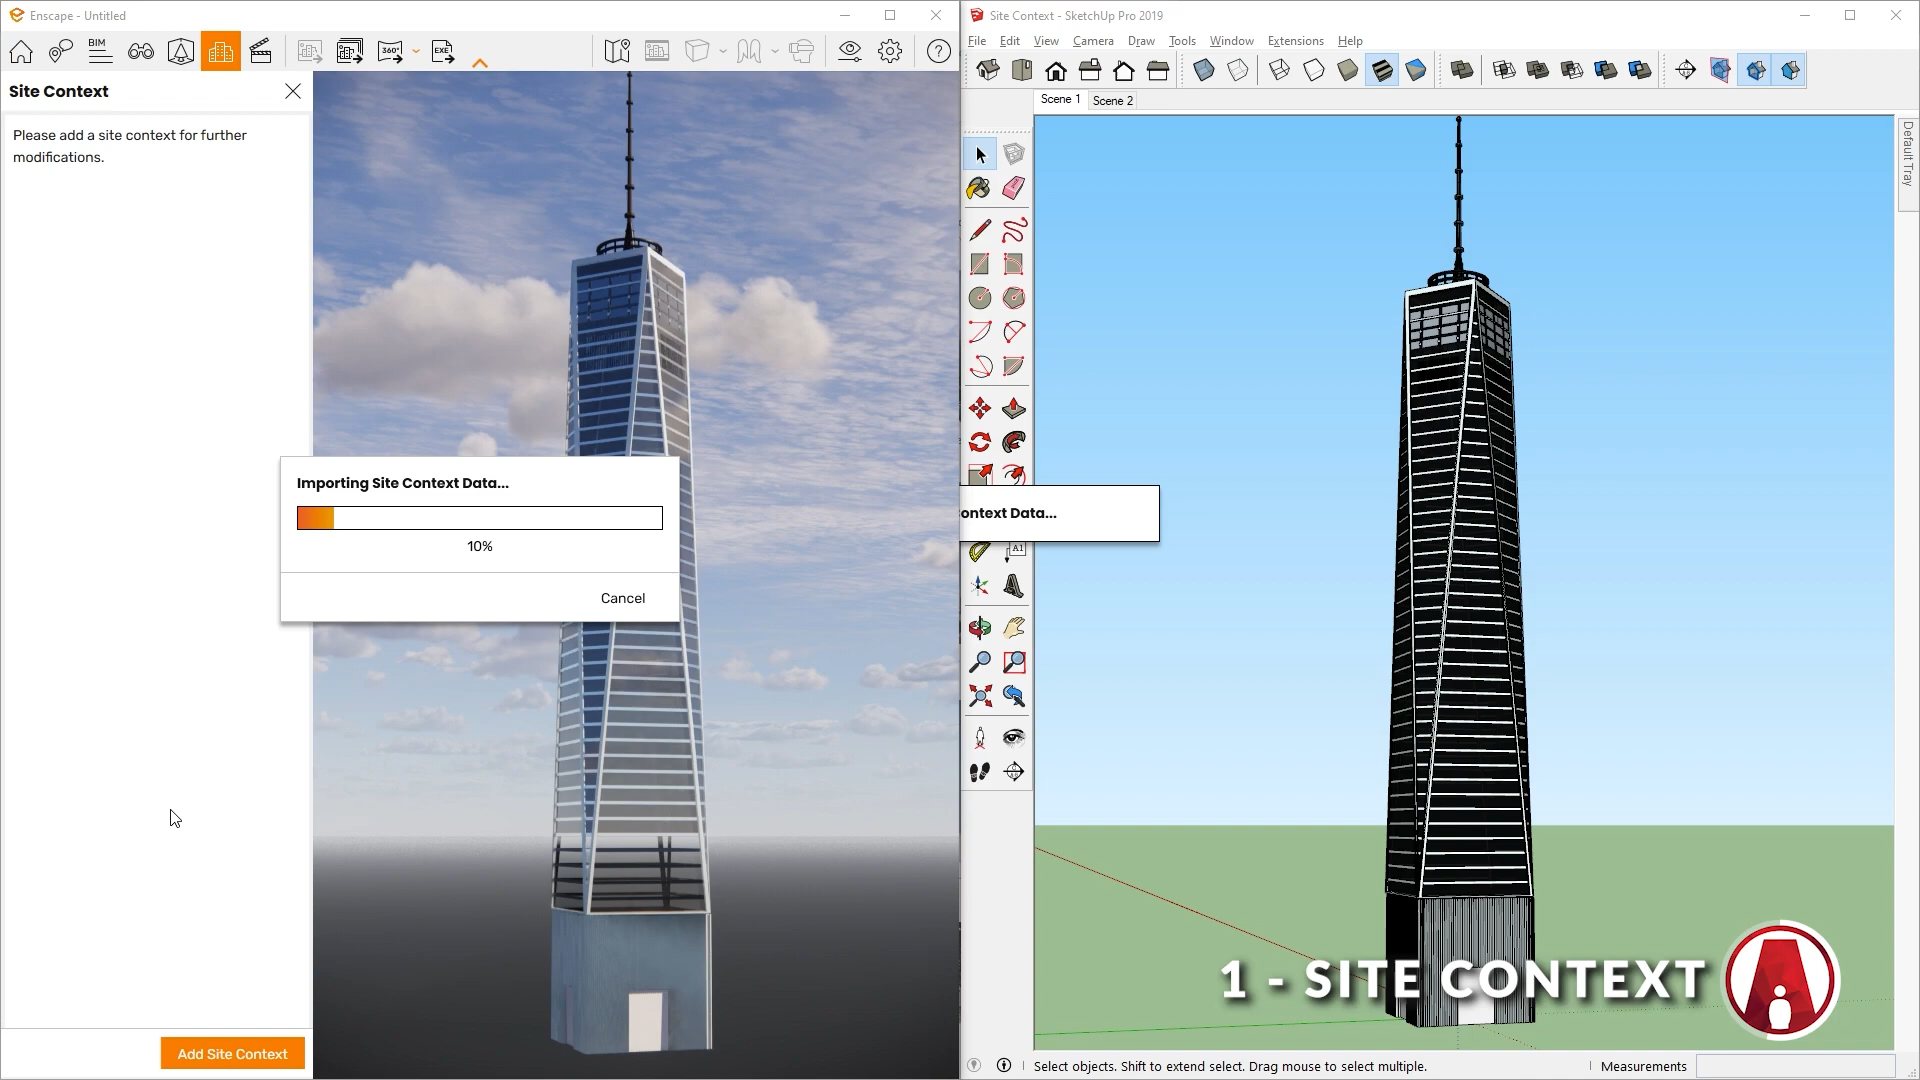 Enscape - Untitled
BIM
360°
EXE
?
Site Context
Please add a site context for further
modifications.
Importing Site Context Data...
10%
Cancel
Add Site Context
Site Context - SketchUp Pro 2019
File Edit View Camera Draw Tools Window Extensions Help
Scene 1 Scene 2
Default Tray
ontext Data...
A1
1 - SITE CONTEXT
Select objects. Shift to extend select. Drag mouse to select multiple.
Measurements